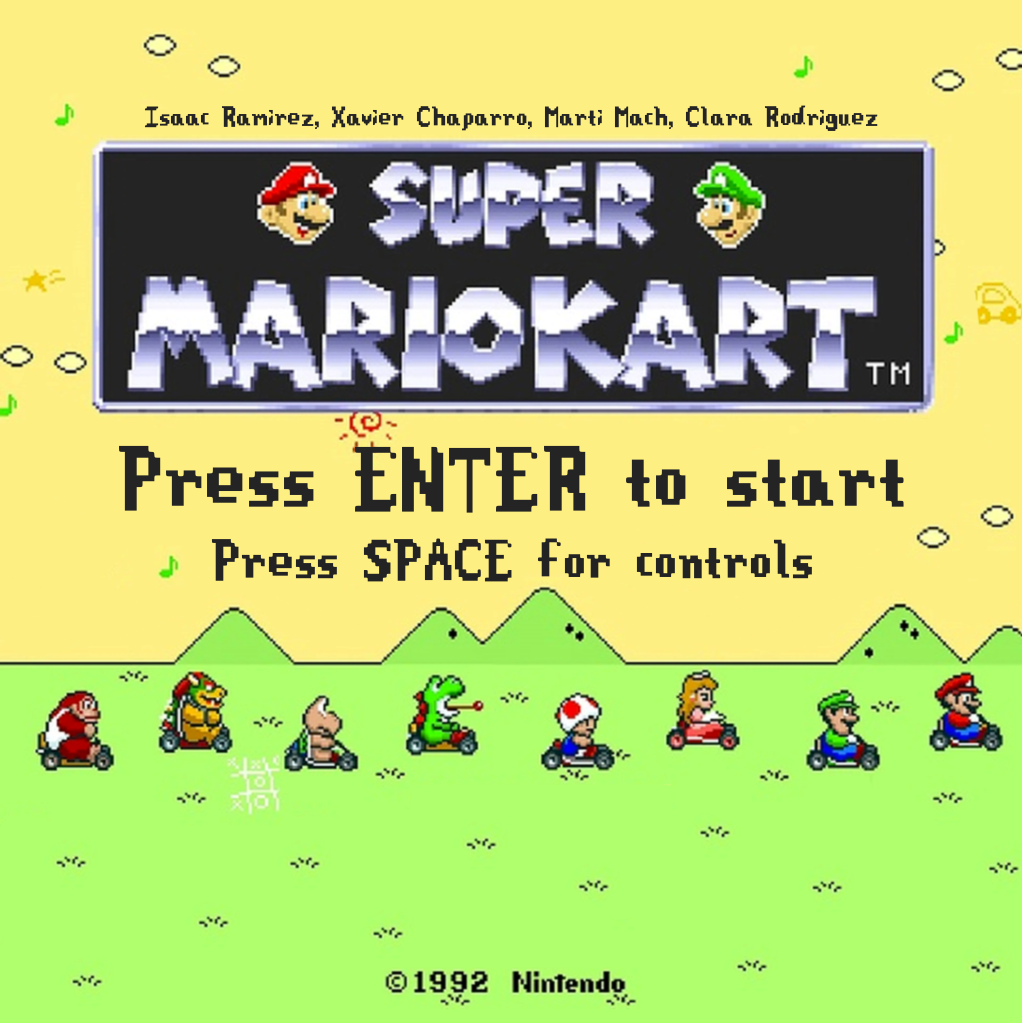 Isaac Ramirez, Xavier Chaparro, Marti Mach, Clara Rodriguez
SUPER
MARIOKART TM
Press ENTER to start
Press SPACE for controls
©1992 Nintendo